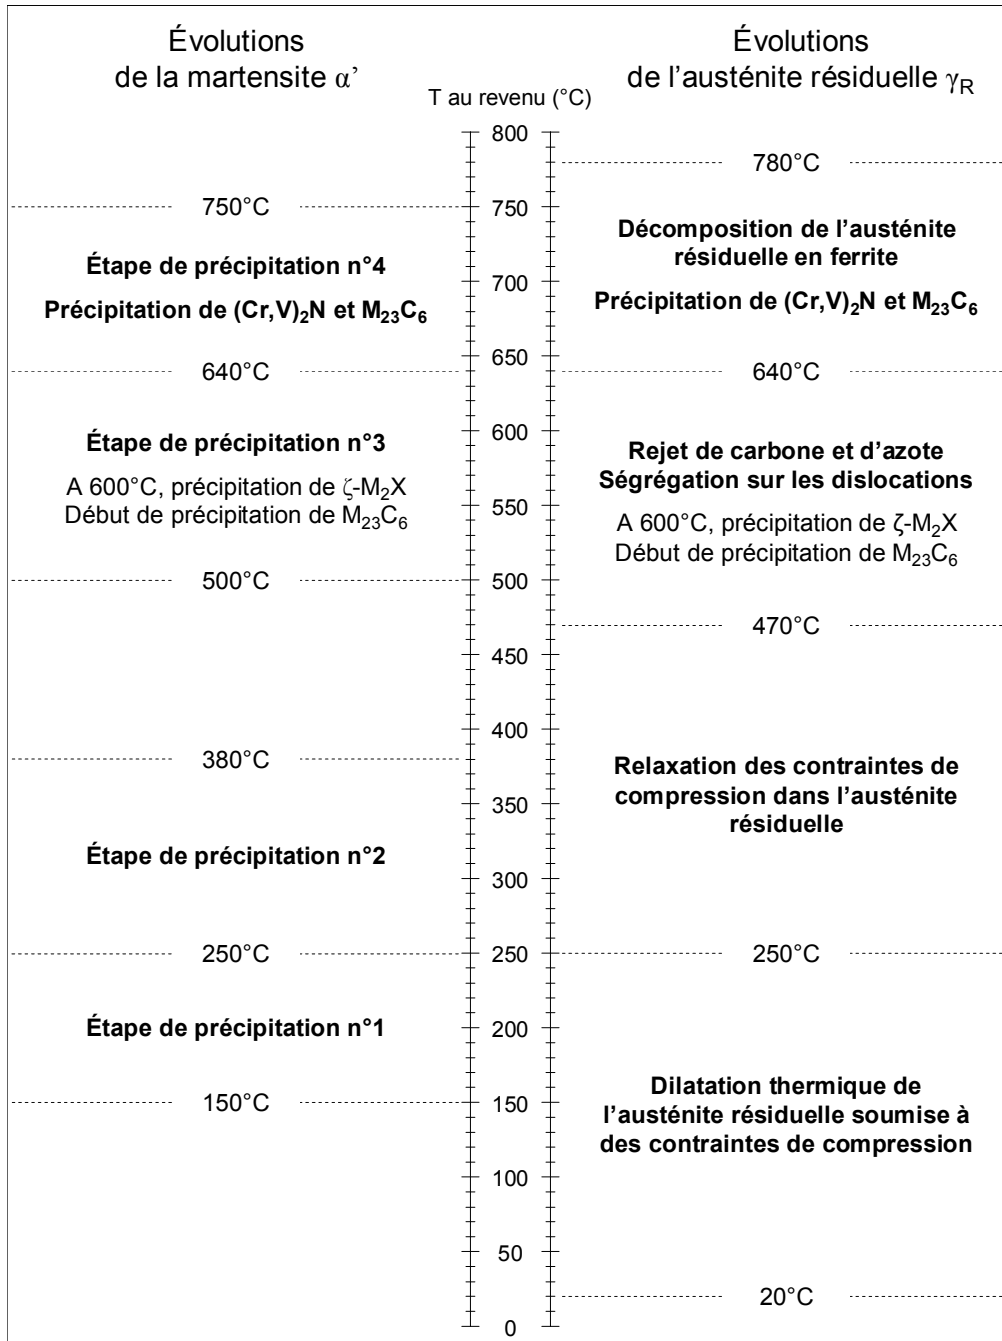 Évolutions
de la martensite α’
Évolutions
de l’austénite résiduelle γR
T au revenu (°C)
800
780°C
750°C
750
Décomposition de l’austénite
résiduelle en ferrite
Étape de précipitation n°4
700
Précipitation de (Cr,V)2N et M23C6
Précipitation de (Cr,V)2N et M23C6
650
640°C
640°C
600
Étape de précipitation n°3
Rejet de carbone et d’azote
Ségrégation sur les dislocations
A 600°C, précipitation de ζ-M2X
Début de précipitation de M23C6
550
A 600°C, précipitation de ζ-M2X
Début de précipitation de M23C6
500°C
500
470°C
450
400
380°C
Relaxation des contraintes de
compression dans l’austénite
résiduelle
350
Étape de précipitation n°2
300
250°C
250
250°C
Étape de précipitation n°1
200
150°C
150
Dilatation thermique de
l’austénite résiduelle soumise à
des contraintes de compression
100
50
20°C
0